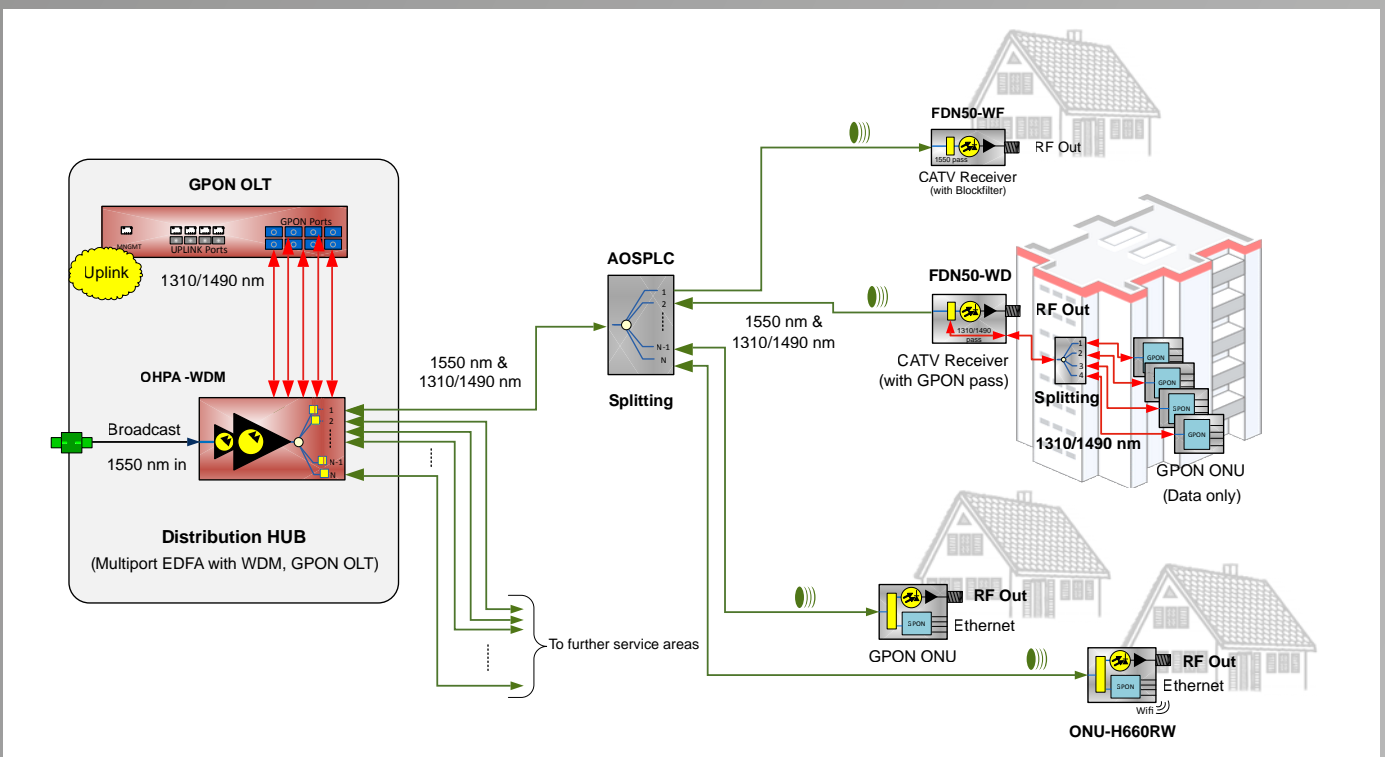 GPON OLT
GPON Ports
MNGMT
UPLINK Ports
Uplink
1310/1490 nm
OHPA -WDM
1
2
N-1
N
Broadcast
1550 nm in
Distribution HUB
(Multiport EDFA with WDM, GPON OLT)
1550 nm &
1310/1490 nm
To further service areas
AOSPLC
1
2
N-1
N
Splitting
1550 nm &
1310/1490 nm
FDN50-WF
1550 pass
RF Out
CATV Receiver
(with Blockfilter)
FDN50-WD
1310/1490
pass
RF Out
CATV Receiver
(with GPON pass)
1
2
3
4
Splitting
1310/1490 nm
GPON
GPON
GPON
GPON
GPON ONU
(Data only)
GPON
RF Out
Ethernet
GPON ONU
GPON
RF Out
Ethernet
Wifi
ONU-H660RW